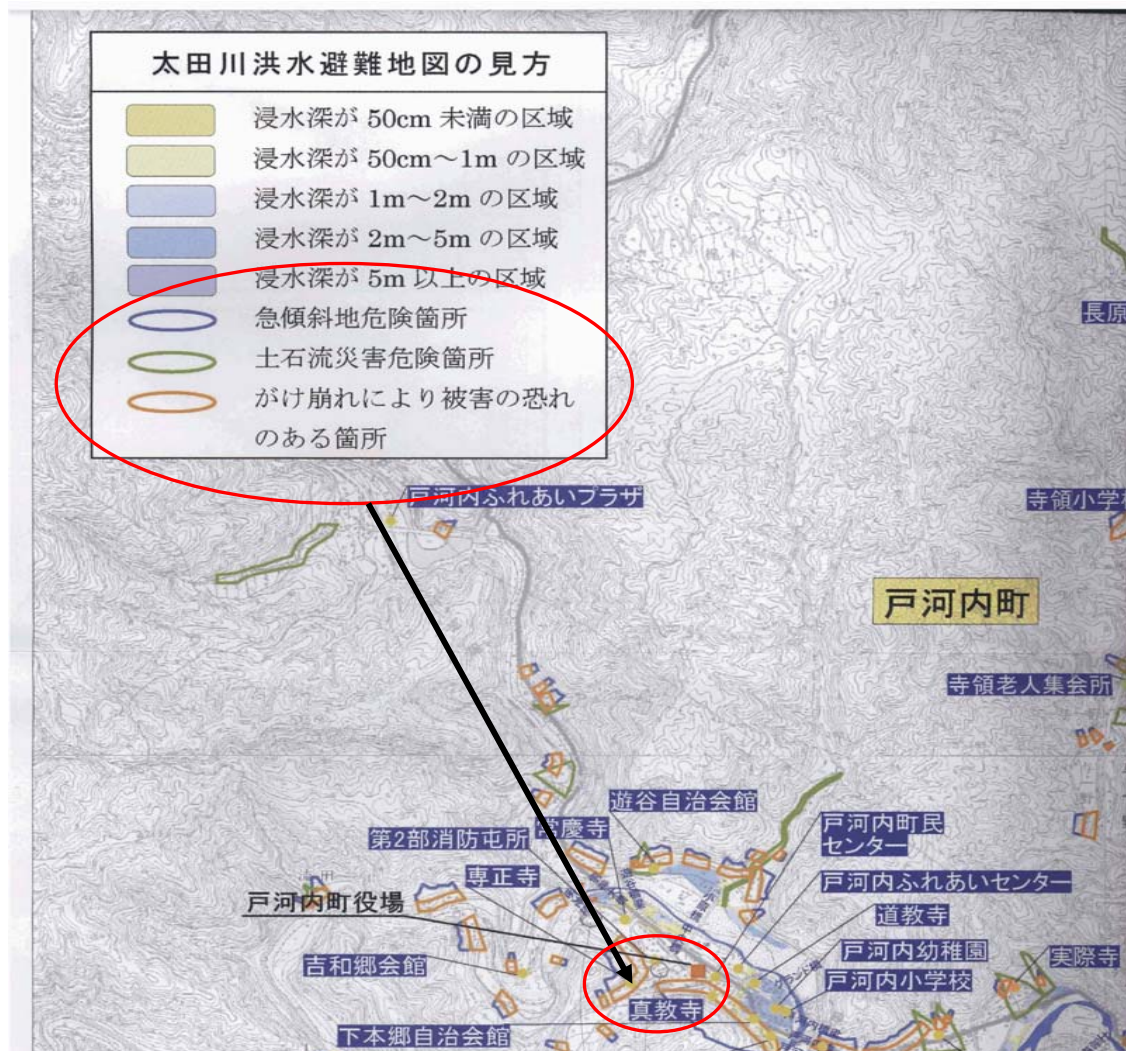 太田川洪水避難地図の見方
浸水深が 50cm 未満の区域
浸水深が 50cm～1m の区域
浸水深が 1m～2m の区域
浸水深が 2m～5m の区域
浸水深が 5m 以上の区域
急傾斜地危険箇所
土石流災害危険箇所
がけ崩れにより被害の恐れ
のある箇所
長原
戸河内ふれあいプラザ
寺領小学校
戸河内町
寺領老人集会所
遊谷自治会館
第2部消防屯所
慶寺
戸河内町民
センター
専正寺
戸河内ふれあいセンター
戸河内町役場
道教寺
戸河内幼稚園
実際寺
吉和郷会館
戸河内小学校
真教寺
下本郷自治会館